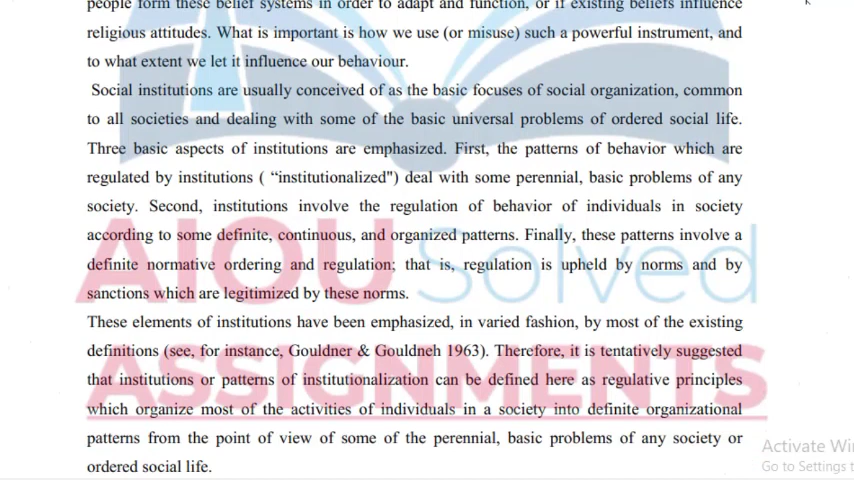 people form these belief systems in order to adapt and function, or if existing beliefs influence
religious attitudes. What is important is how we use (or misuse) such a powerful instrument, and
to what extent we let it influence our behaviour.
Social institutions are usually conceived of as the basic focuses of social organization, common
to all societies and dealing with some of the basic universal problems of ordered social life.
Three basic aspects of institutions are emphasized. First, the patterns of behavior which are
regulated by institutions ( “institutionalized") deal with some perennial, basic problems of any
society. Second, institutions involve the regulation of behavior of individuals in society
according to some definite, continuous, and organized patterns. Finally, these patterns involve a
definite normative ordering and regulation; that is, regulation is upheld by norms and by
sanctions which are legitimized by these norms.
These elements of institutions have been emphasized, in varied fashion, by most of the existing
definitions (see, for instance, Gouldner & Gouldneh 1963). Therefore, it is tentatively suggested
that institutions or patterns of institutionalization can be defined here as regulative principles
which organize most of the activities of individuals in a society into definite organizational
patterns from the point of view of some of the perennial, basic problems of any society or
ordered social life.
AIOU Solved
ASSIGNMENTS
Activate Wi
Go to Settings t